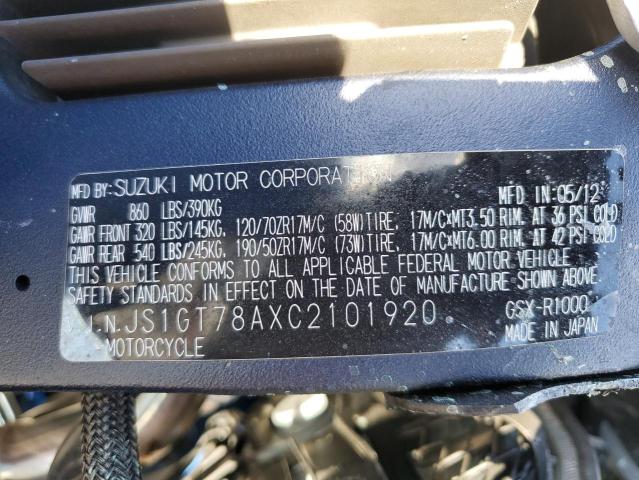 MFD BY: SUZUKI MOTOR CORPORATION MFD IN: 05/12
GVWR 860 LBS/390KG
GAWR FRONT 320 LBS/145KG, 120/70ZR17M/C (58W)TIRE, 17M/C×MT3.50 RIM. AT 36 PSI COLD
GAWR REAR 540 LBS/245KG, 190/50ZR17M/C (73W)TIRE, 17M/C×MT6.00 RIM. AT 42 PSI COLD
THIS VEHICLE CONFORMS TO ALL APPLICABLE FEDERAL MOTOR VEHICLE
SAFETY STANDARDS IN EFFECT ON THE DATE OF MANUFACTURE SHOWN ABOVE.
V.I.N. JS1GT78AXC2101920 GSX-R1000
MOTORCYCLE MADE IN JAPAN